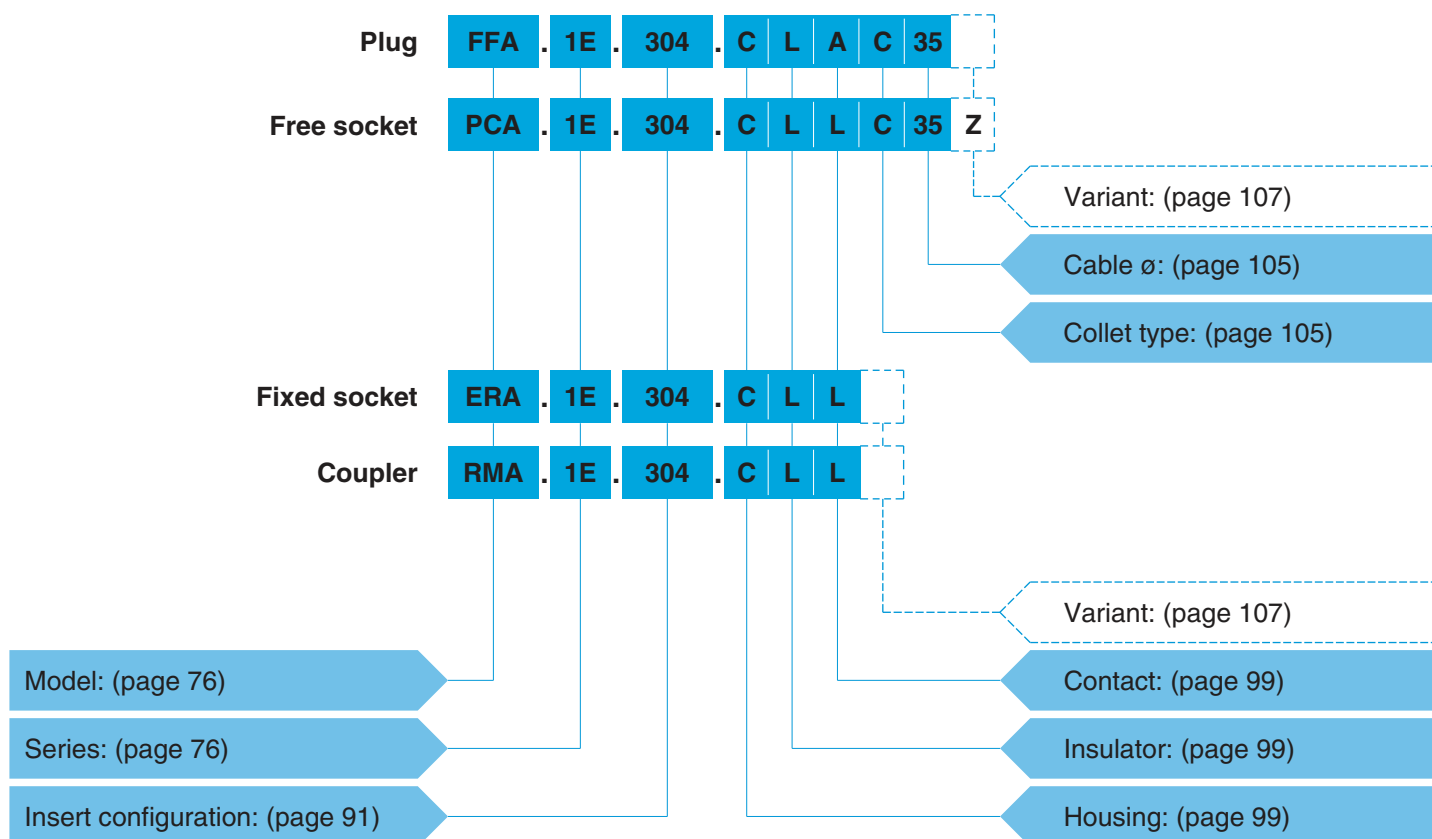 Plug FFA . 1E . 304 . C L A C 35
Free socket PCA . 1E . 304 . C L L C 35 Z
Variant: (page 107)
Cable ø: (page 105)
Collet type: (page 105)
Fixed socket ERA . 1E . 304 . C L L
Coupler RMA . 1E . 304 . C L L
Variant: (page 107)
Model: (page 76)
Contact: (page 99)
Series: (page 76)
Insulator: (page 99)
Insert configuration: (page 91)
Housing: (page 99)